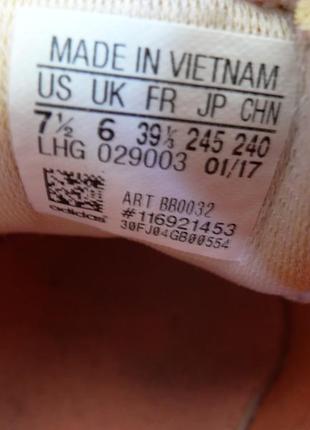 MADE IN VIETNAM
US UK FR JP CHN
7½ 6 39⅓ 245 240
LHG 029003 01/17
adidas
ART BB0032
#116921453
30FJ04GB00554